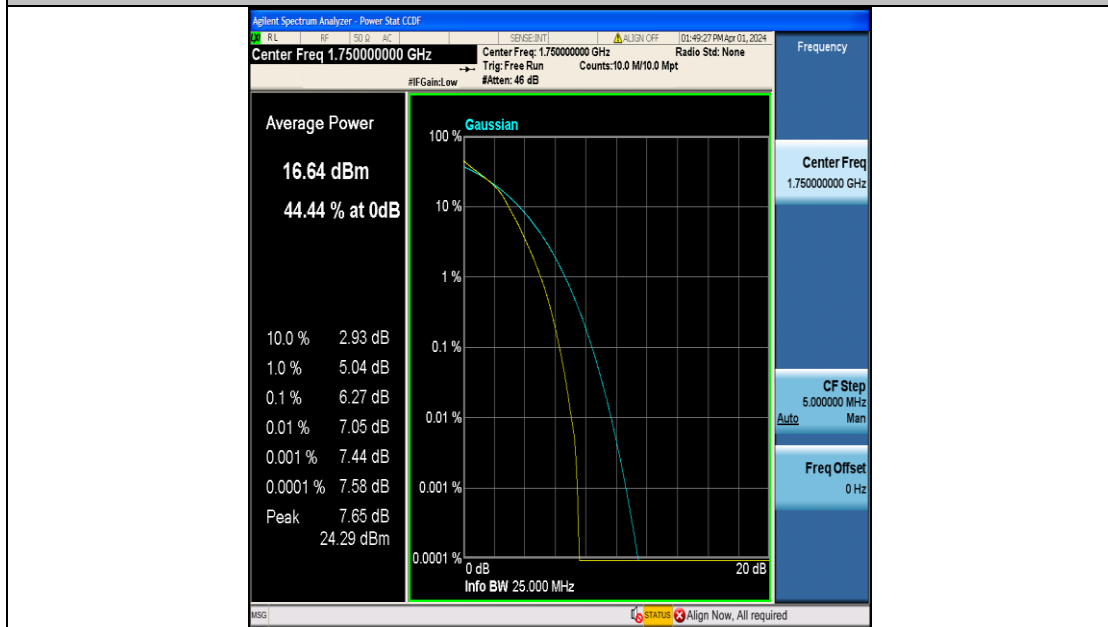 Agilent Spectrum Analyzer - Power Stat CCDF
RL RF 50 Ω AC SENSE:INT ALIGN OFF 01:49:27 PM Apr 01, 2024
Center Freq 1.750000000 GHz
Center Freq: 1.750000000 GHz Radio Std: None
Trig: Free Run Counts:10.0 M/10.0 Mpt
#IFGain:Low #Atten: 46 dB
Frequency
Average Power
16.64 dBm
44.44 % at 0dB
10.0 % 2.93 dB
1.0 % 5.04 dB
0.1 % 6.27 dB
0.01 % 7.05 dB
0.001 % 7.44 dB
0.0001 % 7.58 dB
Peak 7.65 dB
24.29 dBm
Gaussian
100 %
10 %
1 %
0.1 %
0.01 %
0.001 %
0.0001 %
0 dB 20 dB
Info BW 25.000 MHz
Center Freq
1.750000000 GHz
CF Step
5.000000 MHz
Auto Man
Freq Offset
0 Hz
MSG STATUS Align Now, All required